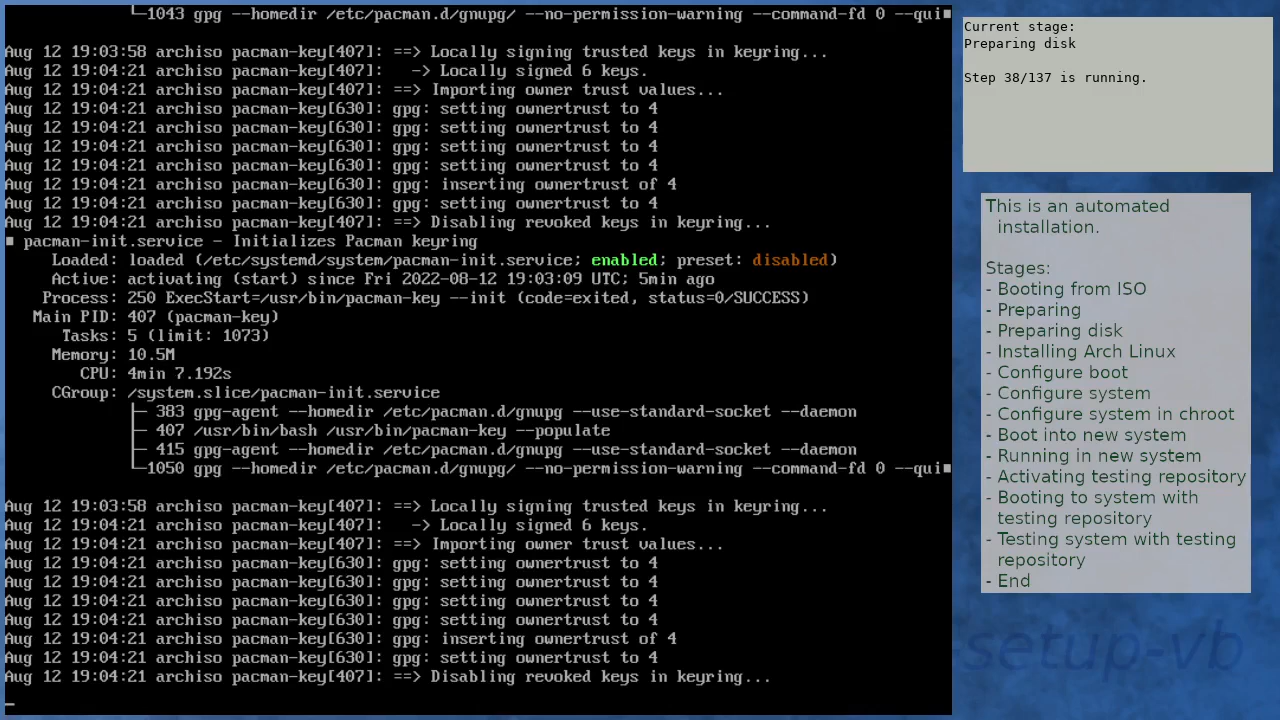 └─1043 gpg --homedir /etc/pacman.d/gnupg/ --no-permission-warning --command-fd 0 --qui■
Aug 12 19:03:58 archiso pacman-key[407]: ==> Locally signing trusted keys in keyring...
Aug 12 19:04:21 archiso pacman-key[407]:   -> Locally signed 6 keys.
Aug 12 19:04:21 archiso pacman-key[407]: ==> Importing owner trust values...
Aug 12 19:04:21 archiso pacman-key[630]: gpg: setting ownertrust to 4
Aug 12 19:04:21 archiso pacman-key[630]: gpg: setting ownertrust to 4
Aug 12 19:04:21 archiso pacman-key[630]: gpg: setting ownertrust to 4
Aug 12 19:04:21 archiso pacman-key[630]: gpg: setting ownertrust to 4
Aug 12 19:04:21 archiso pacman-key[630]: gpg: inserting ownertrust of 4
Aug 12 19:04:21 archiso pacman-key[630]: gpg: setting ownertrust to 4
Aug 12 19:04:21 archiso pacman-key[407]: ==> Disabling revoked keys in keyring...
■ pacman-init.service - Initializes Pacman keyring
Loaded: loaded (/etc/systemd/system/pacman-init.service; enabled; preset: disabled)
Active: activating (start) since Fri 2022-08-12 19:03:09 UTC; 5min ago
Process: 250 ExecStart=/usr/bin/pacman-key --init (code=exited, status=0/SUCCESS)
Main PID: 407 (pacman-key)
Tasks: 5 (limit: 1073)
Memory: 10.5M
CPU: 4min 7.192s
CGroup: /system.slice/pacman-init.service
├─ 383 gpg-agent --homedir /etc/pacman.d/gnupg --use-standard-socket --daemon
├─ 407 /usr/bin/bash /usr/bin/pacman-key --populate
├─ 415 gpg-agent --homedir /etc/pacman.d/gnupg --use-standard-socket --daemon
└─1050 gpg --homedir /etc/pacman.d/gnupg/ --no-permission-warning --command-fd 0 --qui■
Aug 12 19:03:58 archiso pacman-key[407]: ==> Locally signing trusted keys in keyring...
Aug 12 19:04:21 archiso pacman-key[407]:   -> Locally signed 6 keys.
Aug 12 19:04:21 archiso pacman-key[407]: ==> Importing owner trust values...
Aug 12 19:04:21 archiso pacman-key[630]: gpg: setting ownertrust to 4
Aug 12 19:04:21 archiso pacman-key[630]: gpg: setting ownertrust to 4
Aug 12 19:04:21 archiso pacman-key[630]: gpg: setting ownertrust to 4
Aug 12 19:04:21 archiso pacman-key[630]: gpg: setting ownertrust to 4
Aug 12 19:04:21 archiso pacman-key[630]: gpg: inserting ownertrust of 4
Aug 12 19:04:21 archiso pacman-key[630]: gpg: setting ownertrust to 4
Aug 12 19:04:21 archiso pacman-key[407]: ==> Disabling revoked keys in keyring...
Current stage:
Preparing disk
Step 38/137 is running.
This is an automated
installation.
Stages:
- Booting from ISO
- Preparing
- Preparing disk
- Installing Arch Linux
- Configure boot
- Configure system
- Configure system in chroot
- Boot into new system
- Running in new system
- Activating testing repository
- Booting to system with
testing repository
- Testing system with testing
repository
- End
-setup-vb